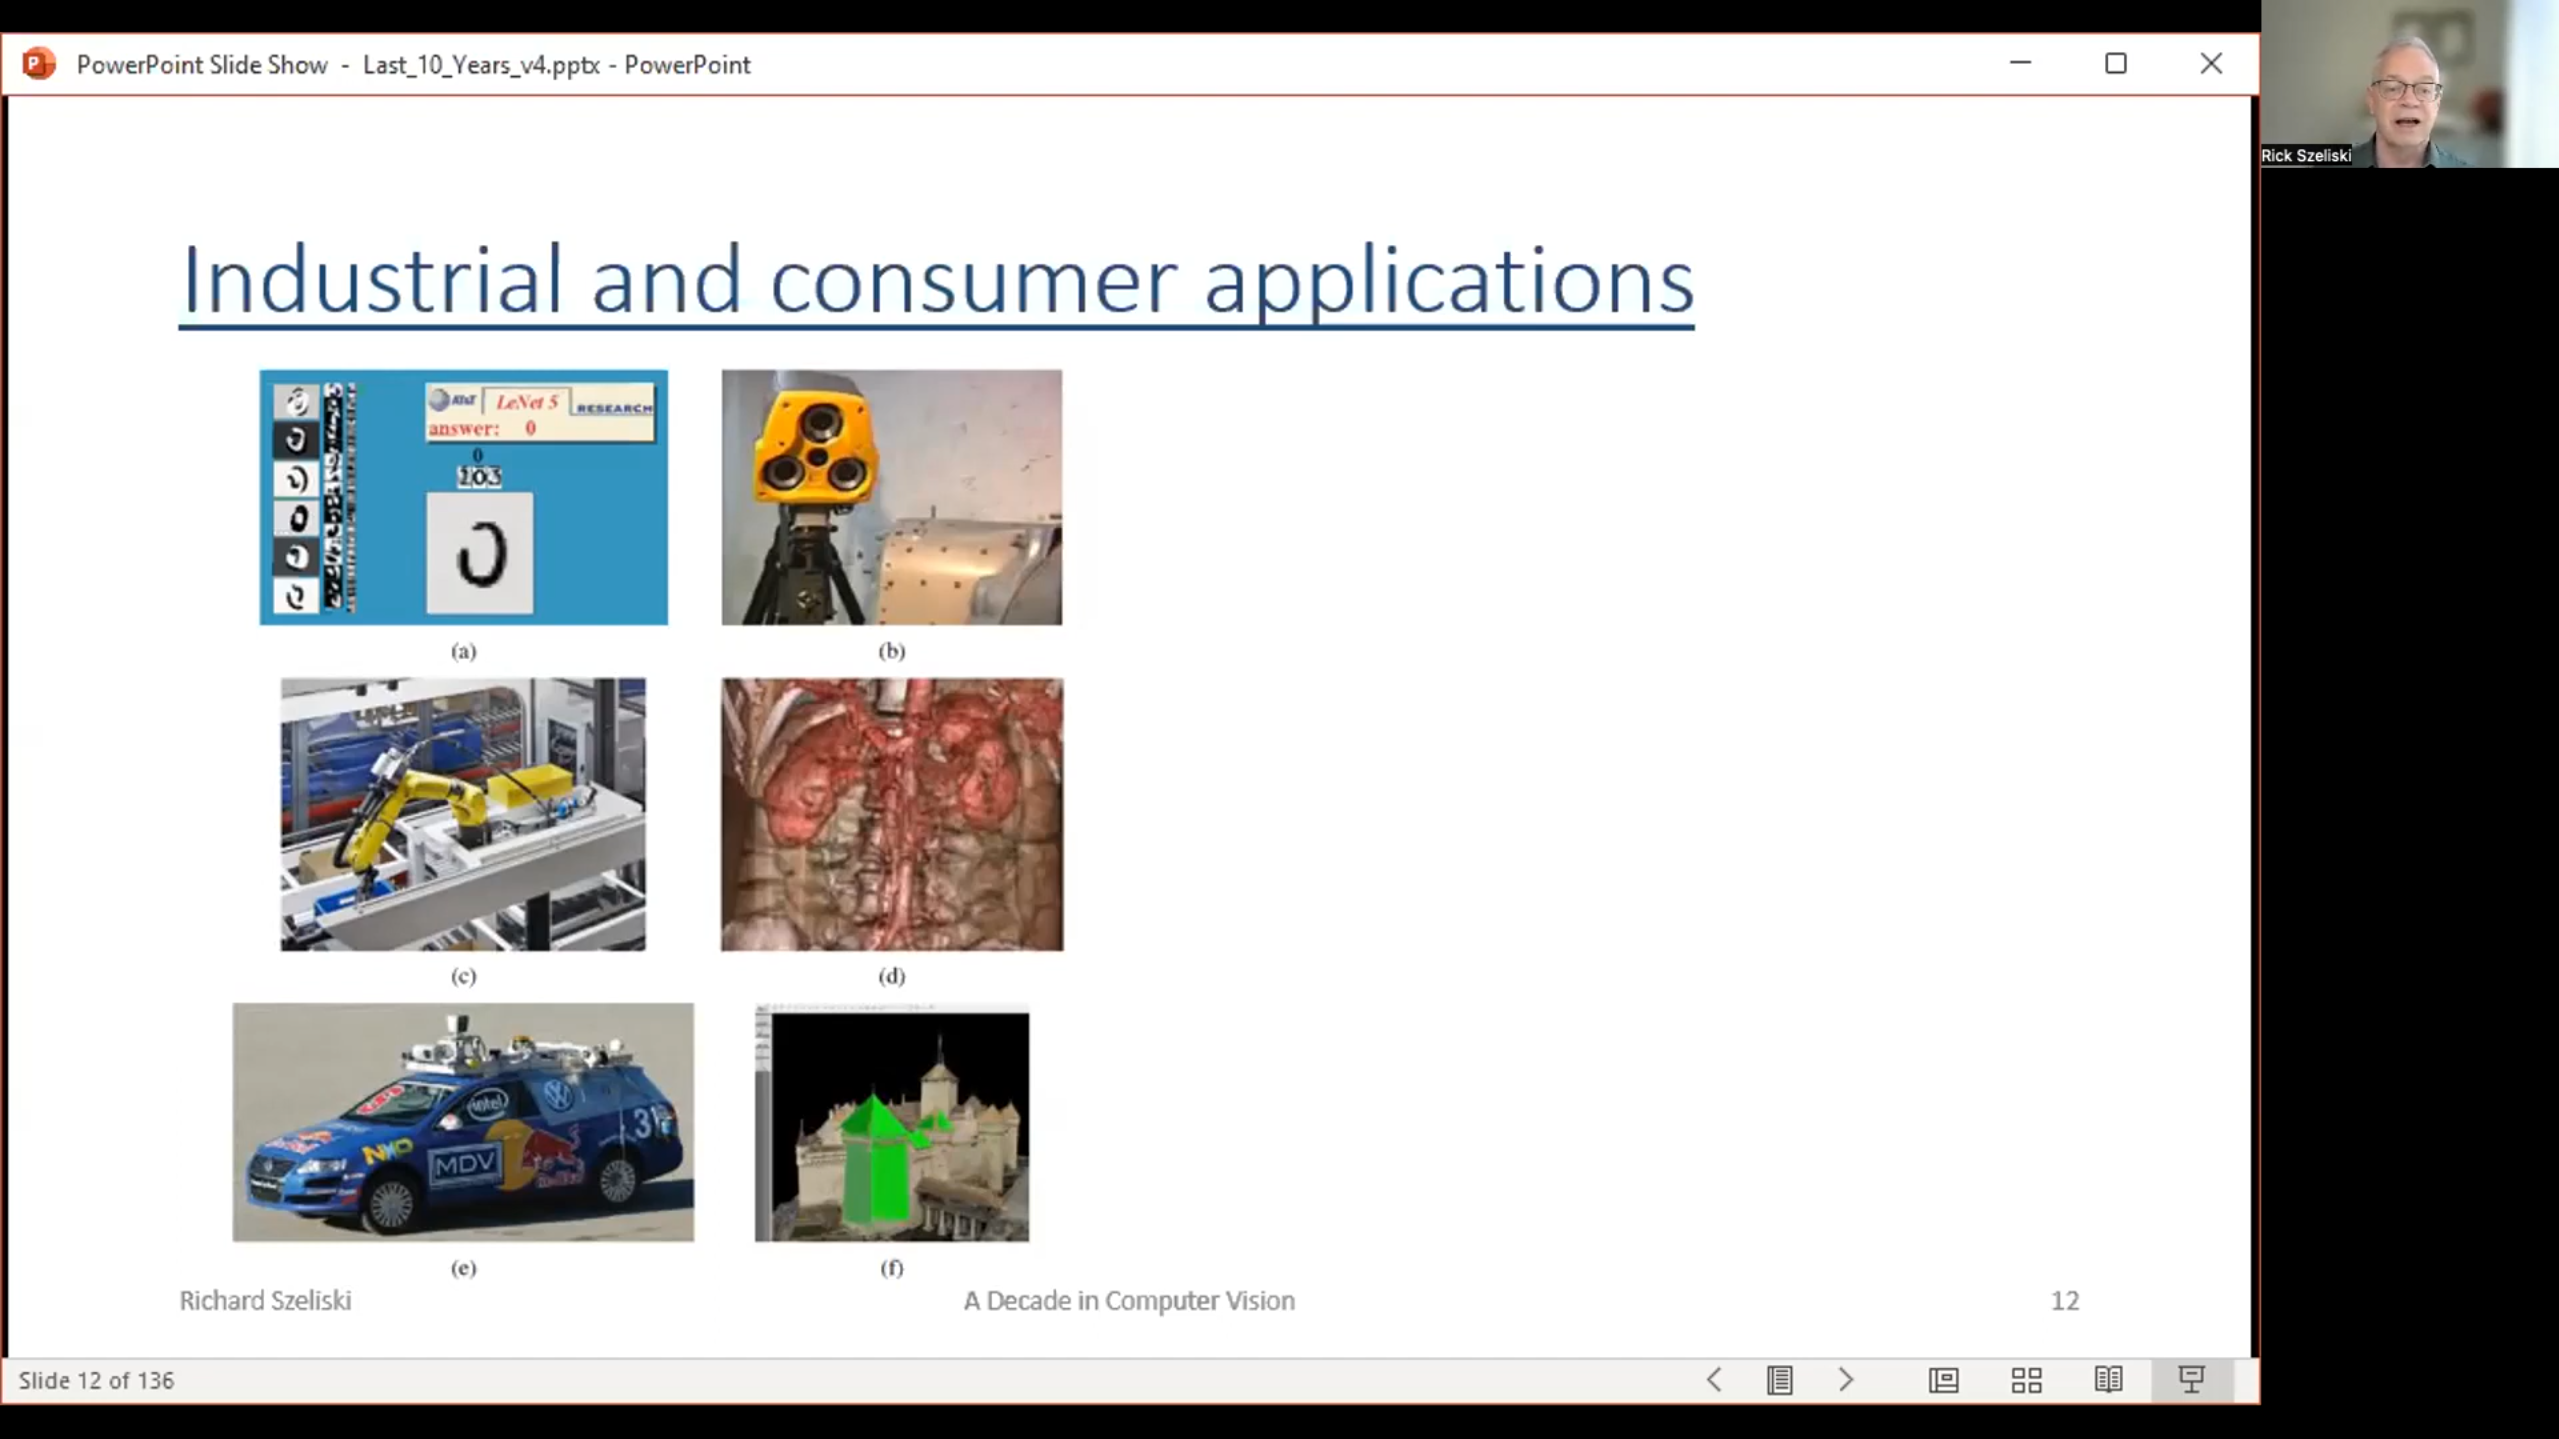 PowerPoint Slide Show - Last_10_Years_v4.pptx - PowerPoint
Rick Szeliski
Industrial and consumer applications
AT&T LeNet 5 RESEARCH
answer: 0
0
103
(a)
(b)
(c)
(d)
intel
31
NXP
MDV
(e)
(f)
Richard Szeliski
A Decade in Computer Vision
12
Slide 12 of 136